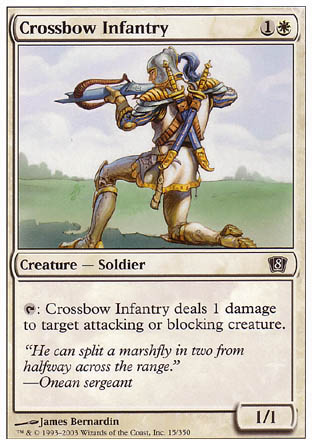 Crossbow Infantry 1
Creature — Soldier 8
: Crossbow Infantry deals 1 damage
to target attacking or blocking creature.
"He can split a marshfly in two from
halfway across the range."
—Onean sergeant
James Bernardin
™ & © 1993–2003 Wizards of the Coast, Inc. 15/350
1/1